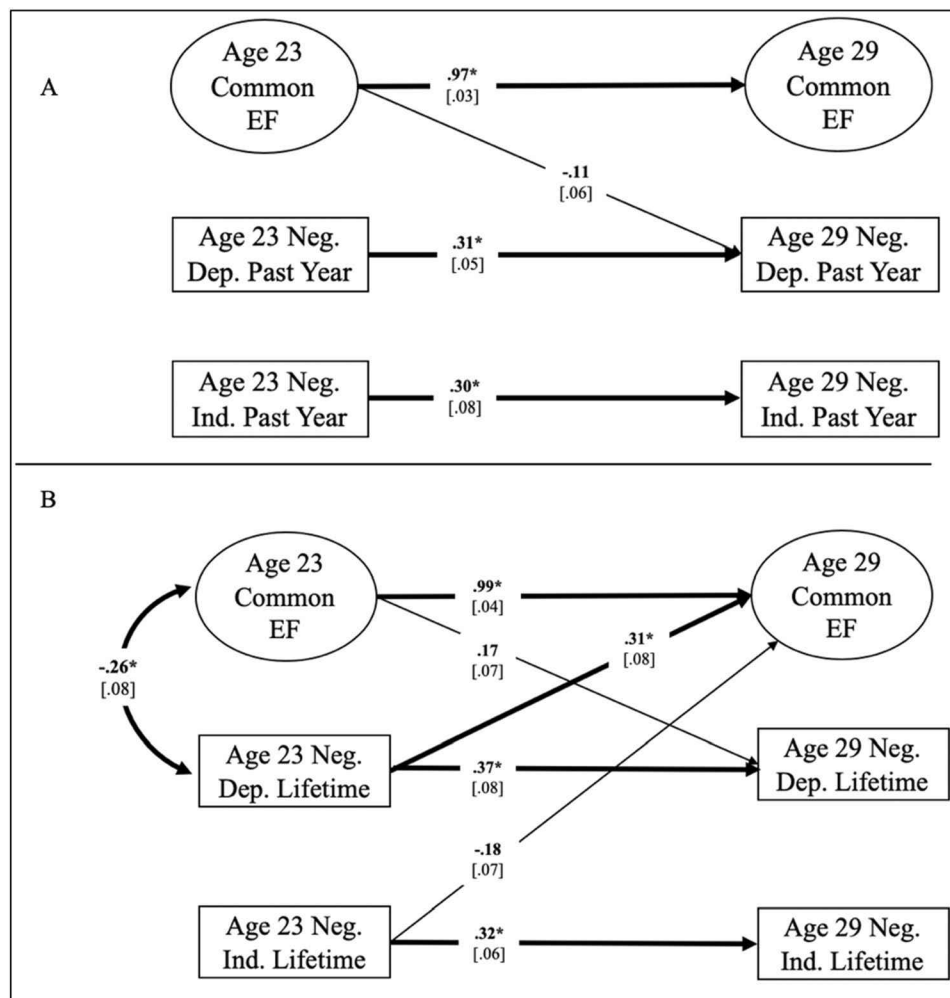 A
Age 23
Common
EF
.97*
[.03]
Age 29
Common
EF
-.11
[.06]
Age 23 Neg.
Dep. Past Year
.31*
[.05]
Age 29 Neg.
Dep. Past Year
Age 23 Neg.
Ind. Past Year
.30*
[.08]
Age 29 Neg.
Ind. Past Year
B
Age 23
Common
EF
.99*
[.04]
Age 29
Common
EF
-.26*
[.08]
.17
[.07]
.31*
[.08]
Age 23 Neg.
Dep. Lifetime
.37*
[.08]
Age 29 Neg.
Dep. Lifetime
-.18
[.07]
Age 23 Neg.
Ind. Lifetime
.32*
[.06]
Age 29 Neg.
Ind. Lifetime